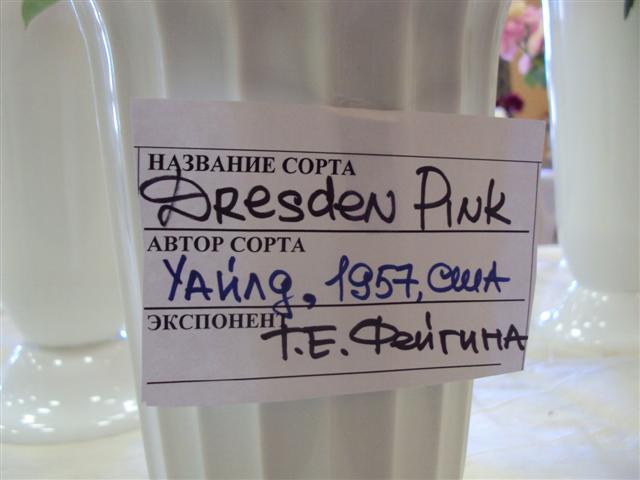 НАЗВАНИЕ СОРТА
Dresden Pink
АВТОР СОРТА
Уайлд, 1957, США
ЭКСПОНЕНТ
Т.Е. Фейгина